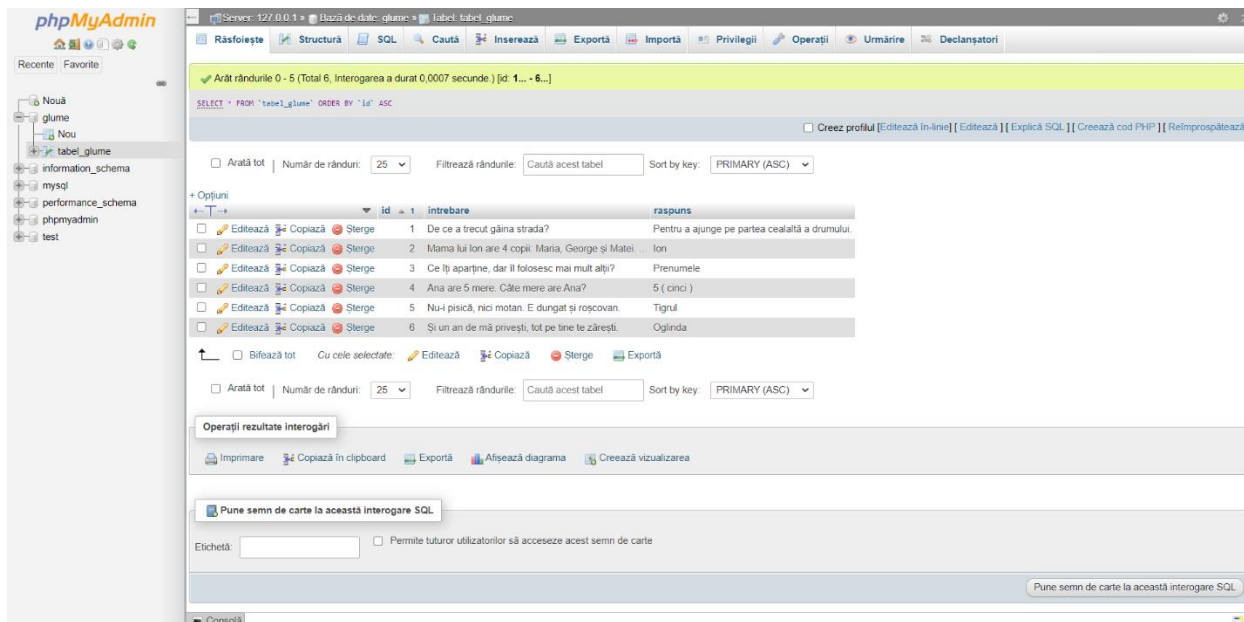 phpMyAdmin
Recente Favorite
Nouă
glume
Nou
tabel_glume
information_schema
mysql
performance_schema
phpmyadmin
test
Server: 127.0.0.1 » Bază de date: glume » Tabel: tabel_glume
Răsfoiește Structură SQL Caută Inserează Exportă Importă Privilegii Operații Urmărire Declanșatori
Arăt rândurile 0 - 5 (Total 6, Interogarea a durat 0,0007 secunde.) [id: 1... - 6...]
SELECT * FROM `tabel_glume` ORDER BY `id` ASC
Creez profilul [Editează în-linie] [ Editează ] [ Explică SQL ] [ Creează cod PHP ] [ Reîmprospătează
Arată tot | Număr de rânduri: 25 Filtrează rândurile: Caută acest tabel Sort by key: PRIMARY (ASC)
+ Opțiuni
←T→ id 1 intrebare raspuns
Editează Copiază Șterge 1 De ce a trecut găina strada? Pentru a ajunge pe partea cealaltă a drumului.
Editează Copiază Șterge 2 Mama lui Ion are 4 copii: Maria, George și Matei. ... Ion
Editează Copiază Șterge 3 Ce îți aparține, dar îl folosesc mai mult alții? Prenumele
Editează Copiază Șterge 4 Ana are 5 mere. Câte mere are Ana? 5 ( cinci )
Editează Copiază Șterge 5 Nu-i pisică, nici motan. E dungat și roșcovan. Tigrul
Editează Copiază Șterge 6 Și un an de mă privești, tot pe tine te zărești. Oglinda
Bifează tot Cu cele selectate: Editează Copiază Șterge Exportă
Arată tot | Număr de rânduri: 25 Filtrează rândurile: Caută acest tabel Sort by key: PRIMARY (ASC)
Operații rezultate interogări
Imprimare Copiază în clipboard Exportă Afișează diagrama Creează vizualizarea
Pune semn de carte la această interogare SQL
Etichetă: Permite tuturor utilizatorilor să acceseze acest semn de carte
Pune semn de carte la această interogare SQL
Consolă